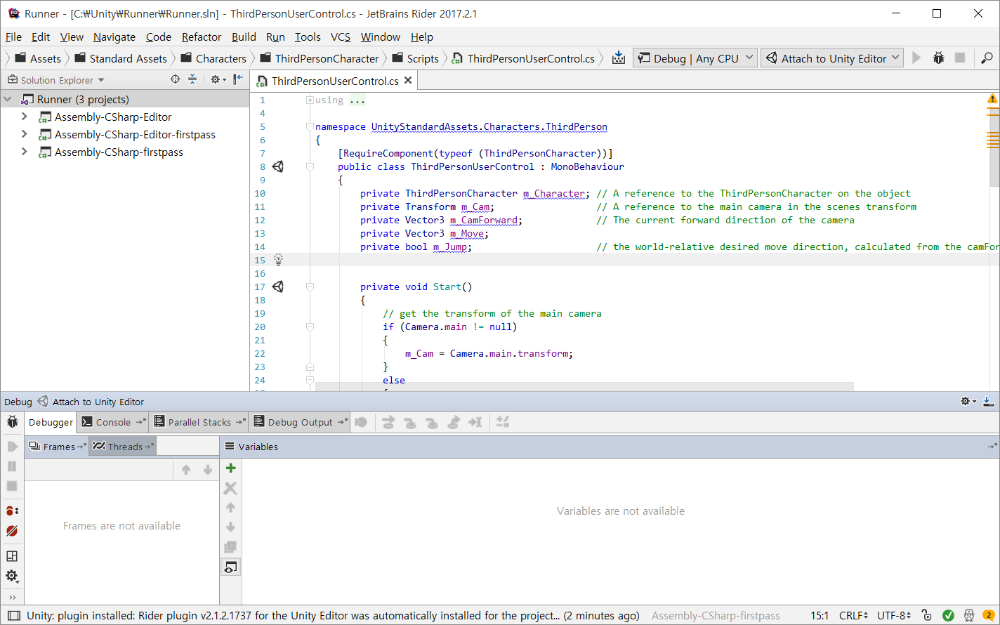 Runner - [C:₩Unity₩Runner₩Runner.sln] - ThirdPersonUserControl.cs - JetBrains Rider 2017.2.1
File Edit View Navigate Code Refactor Build Run Tools VCS Window Help
Assets Standard Assets Characters ThirdPersonCharacter Scripts ThirdPersonUserControl.cs Debug | Any CPU Attach to Unity Editor
Solution Explorer
ThirdPersonUserControl.cs
Runner (3 projects)
Assembly-CSharp-Editor
Assembly-CSharp-Editor-firstpass
Assembly-CSharp-firstpass
1 using ...
4
5 namespace UnityStandardAssets.Characters.ThirdPerson
6 {
7 [RequireComponent(typeof (ThirdPersonCharacter))]
8 public class ThirdPersonUserControl : MonoBehaviour
9 {
10 private ThirdPersonCharacter m_Character; // A reference to the ThirdPersonCharacter on the object
11 private Transform m_Cam; // A reference to the main camera in the scenes transform
12 private Vector3 m_CamForward; // The current forward direction of the camera
13 private Vector3 m_Move;
14 private bool m_Jump; // the world-relative desired move direction, calculated from the camFor
15
16
17 private void Start()
18 {
19 // get the transform of the main camera
20 if (Camera.main != null)
21 {
22 m_Cam = Camera.main.transform;
23 }
24 else
Debug Attach to Unity Editor
Debugger Console Parallel Stacks Debug Output
Frames Threads Variables
Frames are not available
Variables are not available
Unity: plugin installed: Rider plugin v2.1.2.1737 for the Unity Editor was automatically installed for the project... (2 minutes ago) Assembly-CSharp-firstpass 15:1 CRLF UTF-8 2